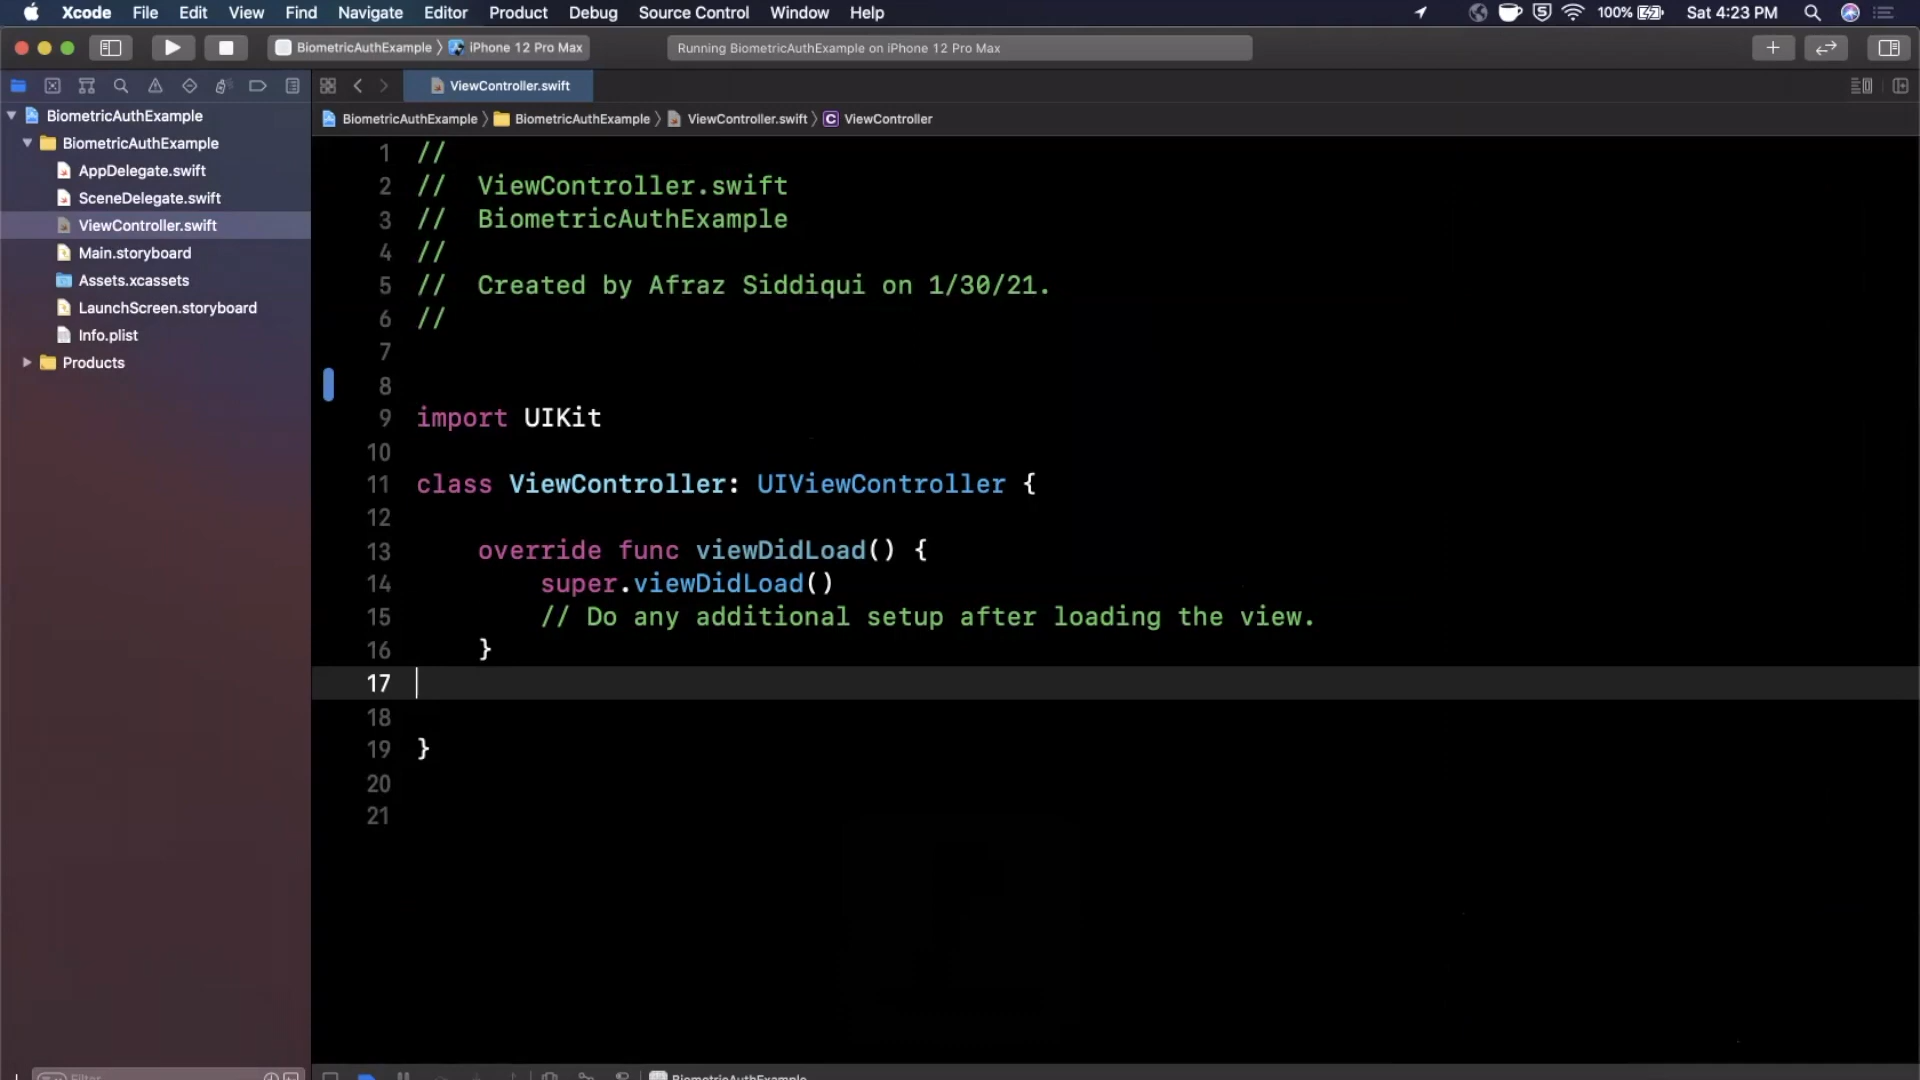 Xcode File Edit View Find Navigate Editor Product Debug Source Control Window Help 100% Sat 4:23 PM
BiometricAuthExample 〉 iPhone 12 Pro Max Running BiometricAuthExample on iPhone 12 Pro Max
ViewController.swift
BiometricAuthExample 〉 BiometricAuthExample 〉 ViewController.swift 〉 C ViewController
BiometricAuthExample
BiometricAuthExample
AppDelegate.swift
SceneDelegate.swift
ViewController.swift
Main.storyboard
Assets.xcassets
LaunchScreen.storyboard
Info.plist
Products
1 //
2 //  ViewController.swift
3 //  BiometricAuthExample
4 //
5 //  Created by Afraz Siddiqui on 1/30/21.
6 //
7
8
9 import UIKit
10
11 class ViewController: UIViewController {
12
13     override func viewDidLoad() {
14         super.viewDidLoad()
15         // Do any additional setup after loading the view.
16     }
17
18
19 }
20
21
Filter
BiometricAuthExample